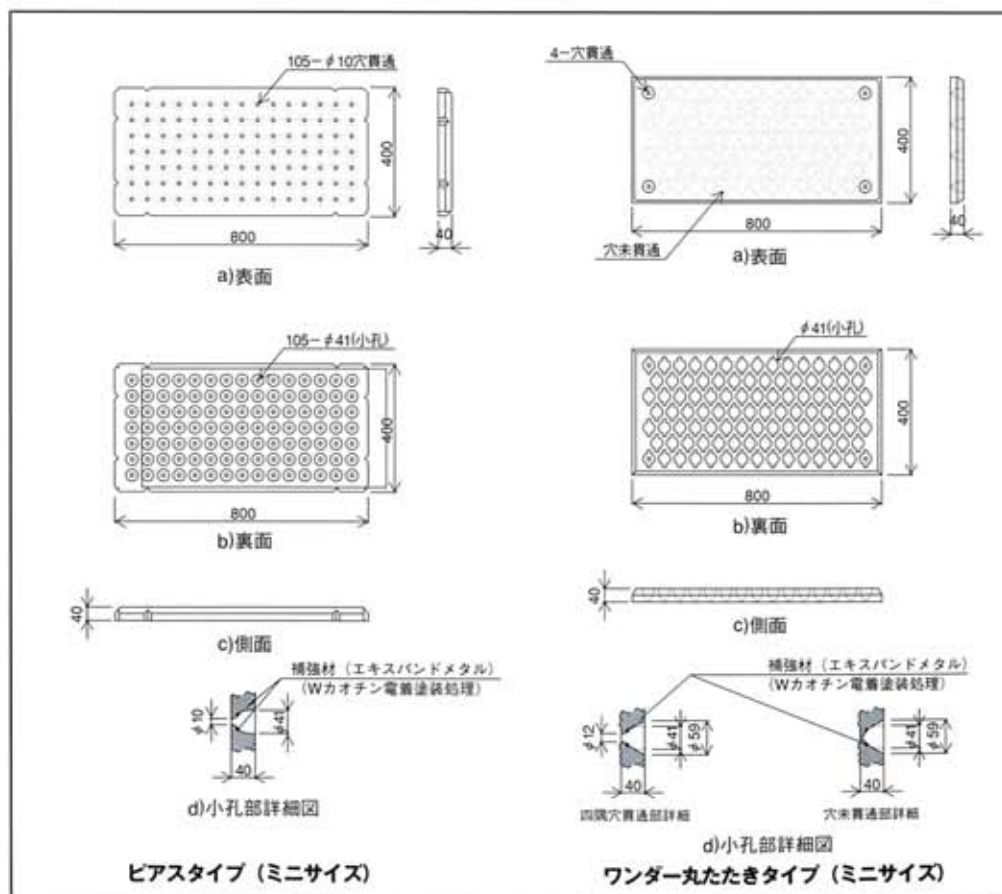 105-φ10穴貫通
400
800
40
a)表面
105-φ41(小孔)
400
800
b)裏面
40
c)側面
補強材（エキスパンドメタル）
（Wカオチン電着塗装処理）
φ10
φ41
40
d)小孔部詳細図
ピアスタイプ（ミニサイズ）
4-穴貫通
400
800
40
穴未貫通
a)表面
φ41(小孔)
400
800
b)裏面
40
c)側面
補強材（エキスパンドメタル）
（Wカオチン電着塗装処理）
φ12
φ41
φ59
40
四隅穴貫通部詳細
φ41
φ59
40
穴未貫通部詳細
d)小孔部詳細図
ワンダー丸たたきタイプ（ミニサイズ）